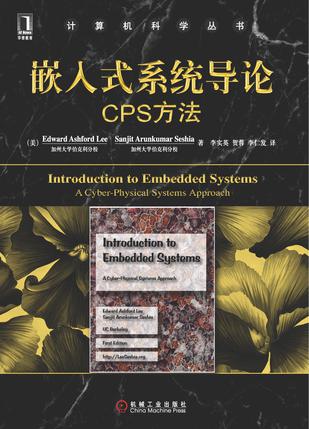 华章教育
计算机科学丛书
嵌入式系统导论
CPS方法
(美) Edward Ashford Lee Sanjit Arunkumar Seshia 著 李实英 贺蓉 李仁发 译
加州大学伯克利分校 加州大学伯克利分校
Introduction to Embedded Systems
A Cyber-Physical Systems Approach
Introduction to
Embedded Systems
A Cyber-Physical Systems Approach
Edward Ashford Lee
Sanjit Arunkumar Seshia
UC Berkeley
First Edition
http://LeeSeshia.org
机械工业出版社
China Machine Press